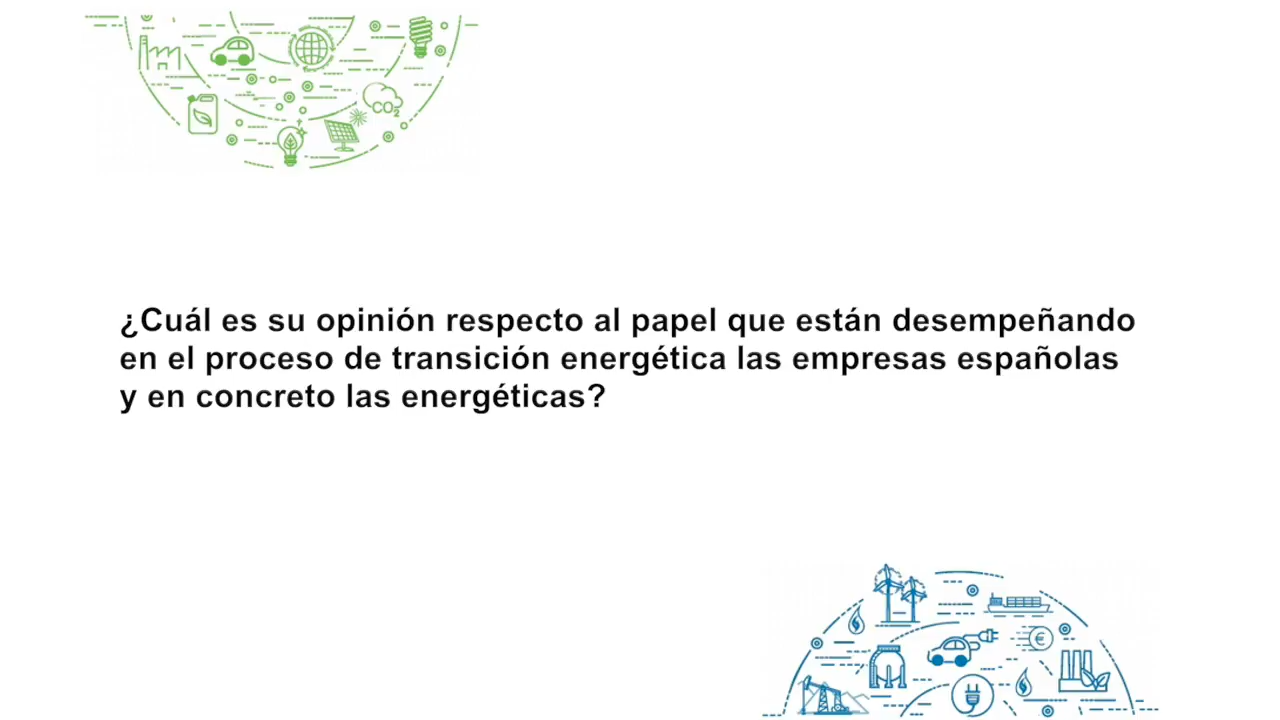 CO2
¿Cuál es su opinión respecto al papel que están desempeñando
en el proceso de transición energética las empresas españolas
y en concreto las energéticas?
€